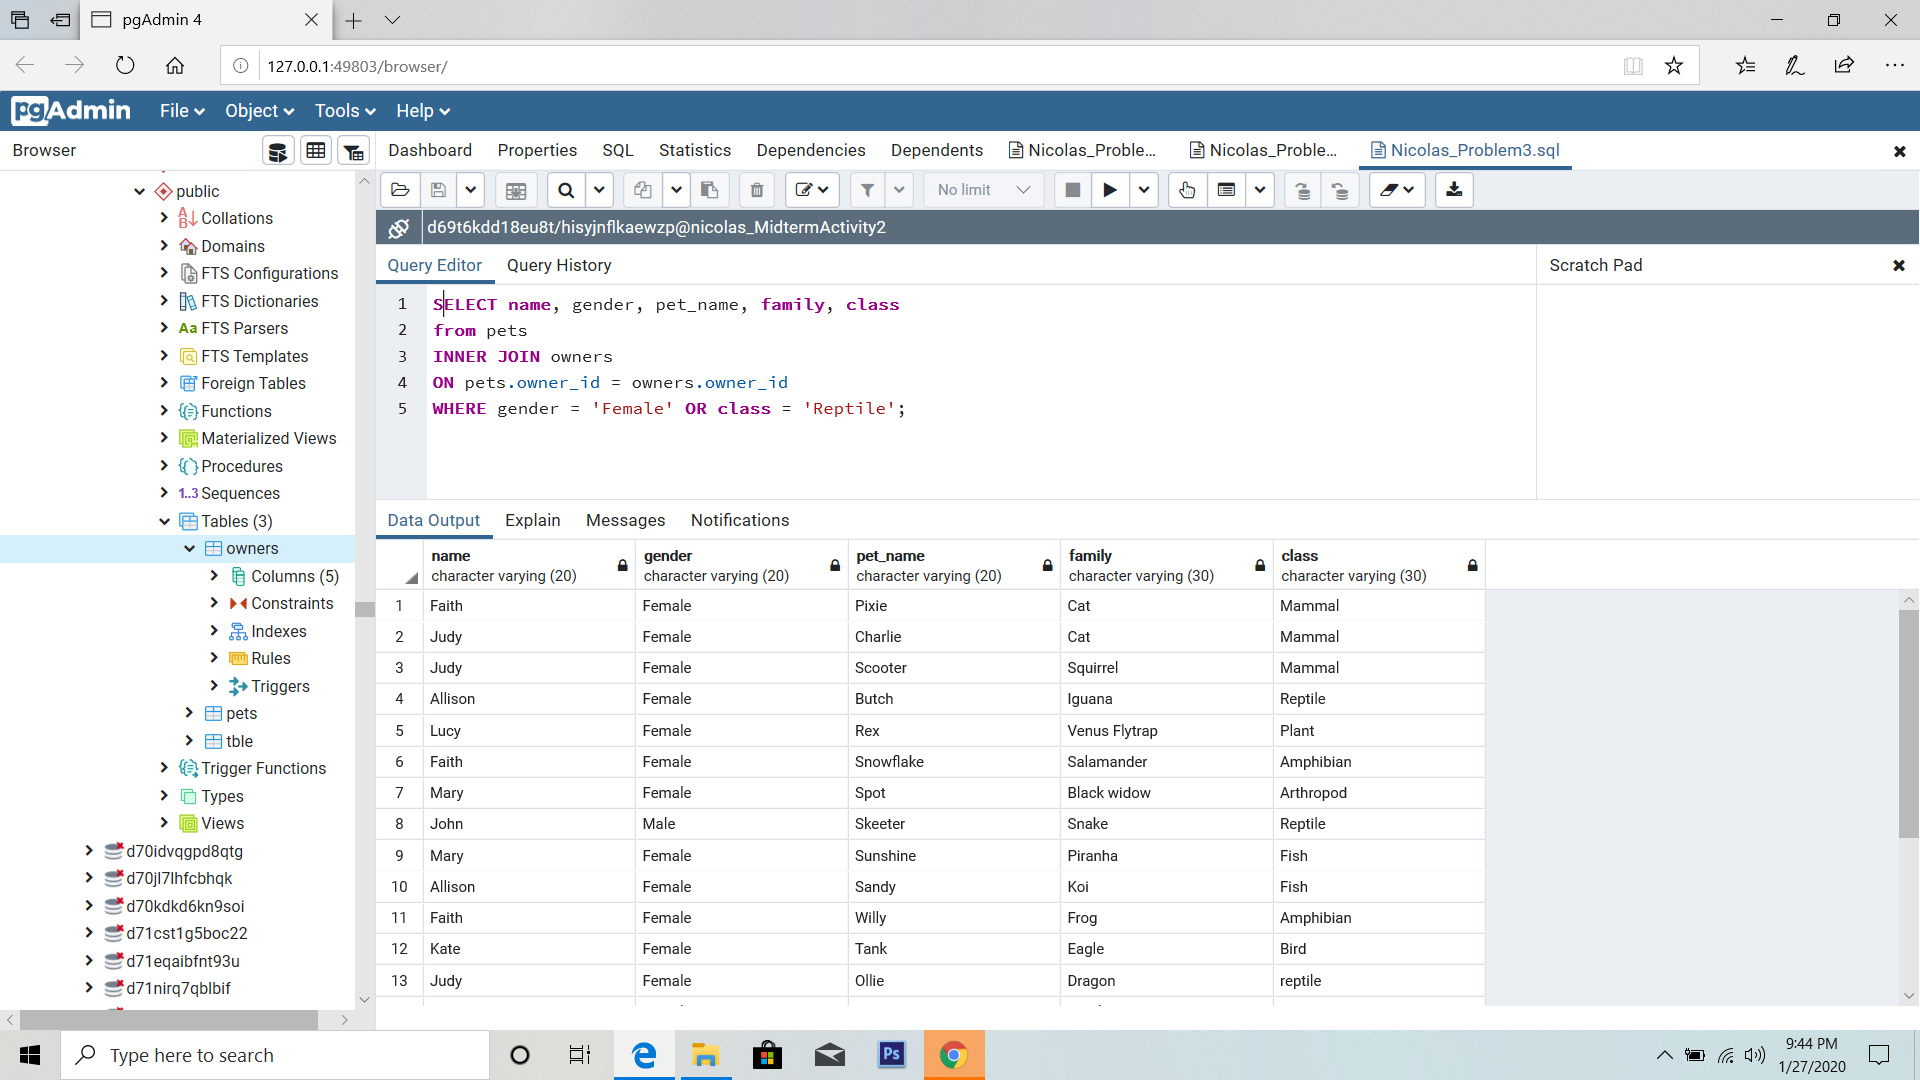 pgAdmin 4
127.0.0.1:49803/browser/
pgAdmin File Object Tools Help
Browser
Dashboard Properties SQL Statistics Dependencies Dependents Nicolas_Proble... Nicolas_Proble... Nicolas_Problem3.sql
No limit
d69t6kdd18eu8t/hisyjnflkaewzp@nicolas_MidtermActivity2
Query Editor Query History
Scratch Pad
1 SELECT name, gender, pet_name, family, class
2 from pets
3 INNER JOIN owners
4 ON pets.owner_id = owners.owner_id
5 WHERE gender = 'Female' OR class = 'Reptile';
public
Collations
Domains
FTS Configurations
FTS Dictionaries
Aa FTS Parsers
FTS Templates
Foreign Tables
Functions
Materialized Views
Procedures
1..3 Sequences
Tables (3)
owners
Columns (5)
Constraints
Indexes
Rules
Triggers
pets
tble
Trigger Functions
Types
Views
d70idvqgpd8qtg
d70jl7lhfcbhqk
d70kdkd6kn9soi
d71cst1g5boc22
d71eqaibfnt93u
d71nirq7qblbif
Data Output Explain Messages Notifications
name gender pet_name family class
character varying (20) character varying (20) character varying (20) character varying (30) character varying (30)
1 Faith Female Pixie Cat Mammal
2 Judy Female Charlie Cat Mammal
3 Judy Female Scooter Squirrel Mammal
4 Allison Female Butch Iguana Reptile
5 Lucy Female Rex Venus Flytrap Plant
6 Faith Female Snowflake Salamander Amphibian
7 Mary Female Spot Black widow Arthropod
8 John Male Skeeter Snake Reptile
9 Mary Female Sunshine Piranha Fish
10 Allison Female Sandy Koi Fish
11 Faith Female Willy Frog Amphibian
12 Kate Female Tank Eagle Bird
13 Judy Female Ollie Dragon reptile
Type here to search
Ps
9:44 PM
1/27/2020